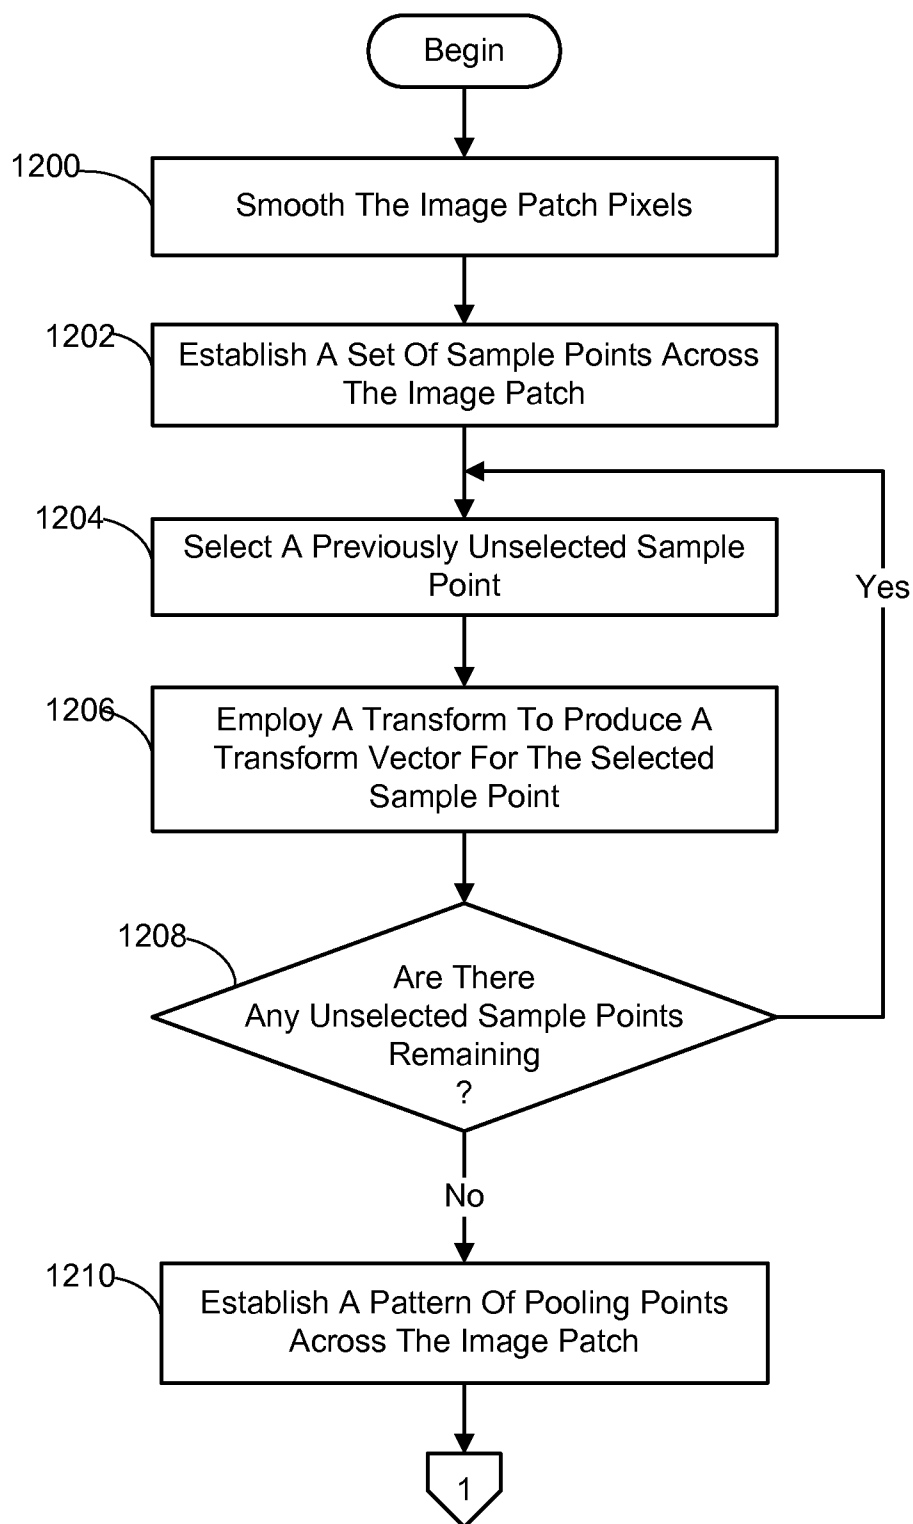 Begin
1200
Smooth The Image Patch Pixels
1202
Establish A Set Of Sample Points Across
The Image Patch
1204
Select A Previously Unselected Sample
Point
Yes
1206
Employ A Transform To Produce A
Transform Vector For The Selected
Sample Point
1208
Are There
Any Unselected Sample Points
Remaining
?
No
1210
Establish A Pattern Of Pooling Points
Across The Image Patch
1